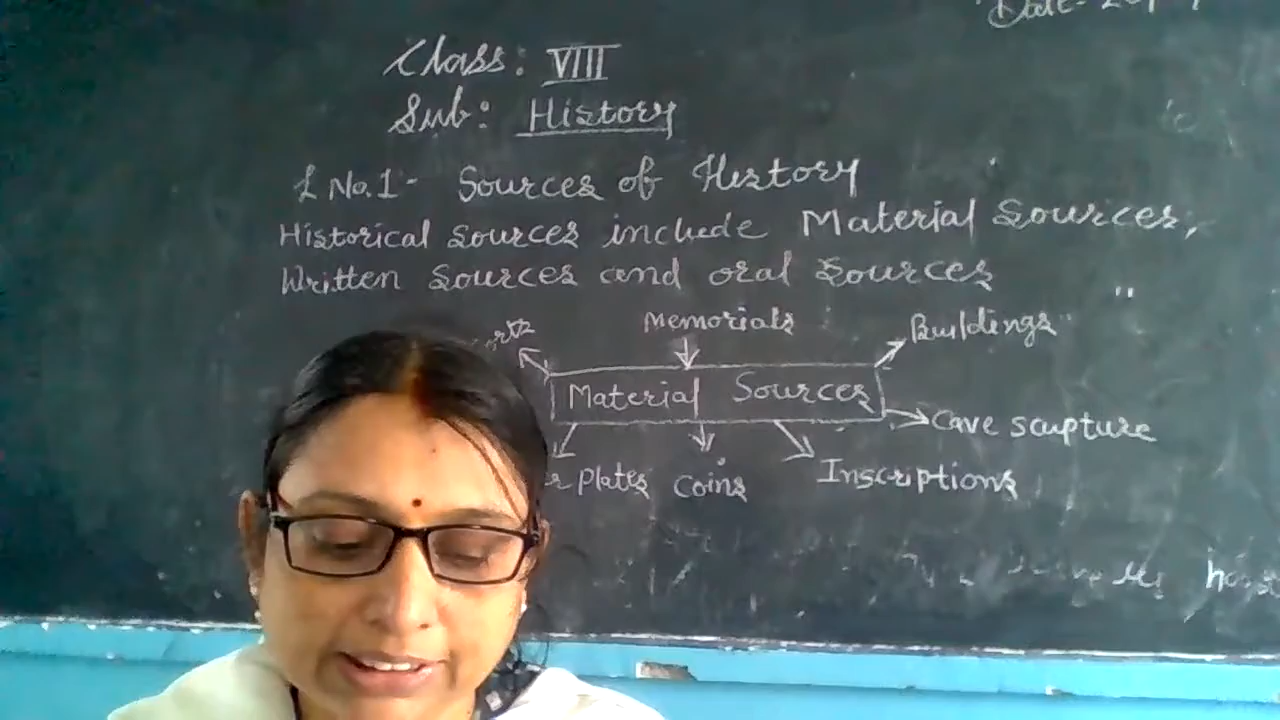 Date-
Class: VIII
Sub: History
L No.1- Sources of History
Historical sources include Material Sources,
Written Sources and oral Sources
Memorials
Buildings
Material Sources
Cave scupture
Plates
Coins
Inscriptions